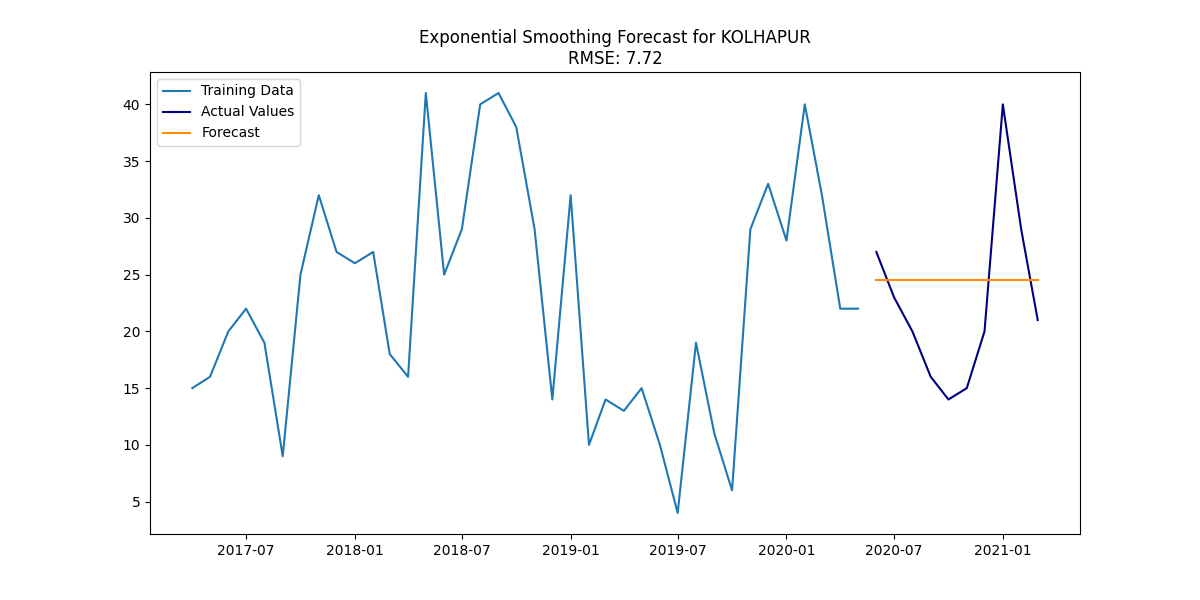 Exponential Smoothing Forecast for KOLHAPUR
RMSE: 7.72
Training Data
Actual Values
Forecast
40
35
30
25
20
15
10
5
2017-07 2018-01 2018-07 2019-01 2019-07 2020-01 2020-07 2021-01